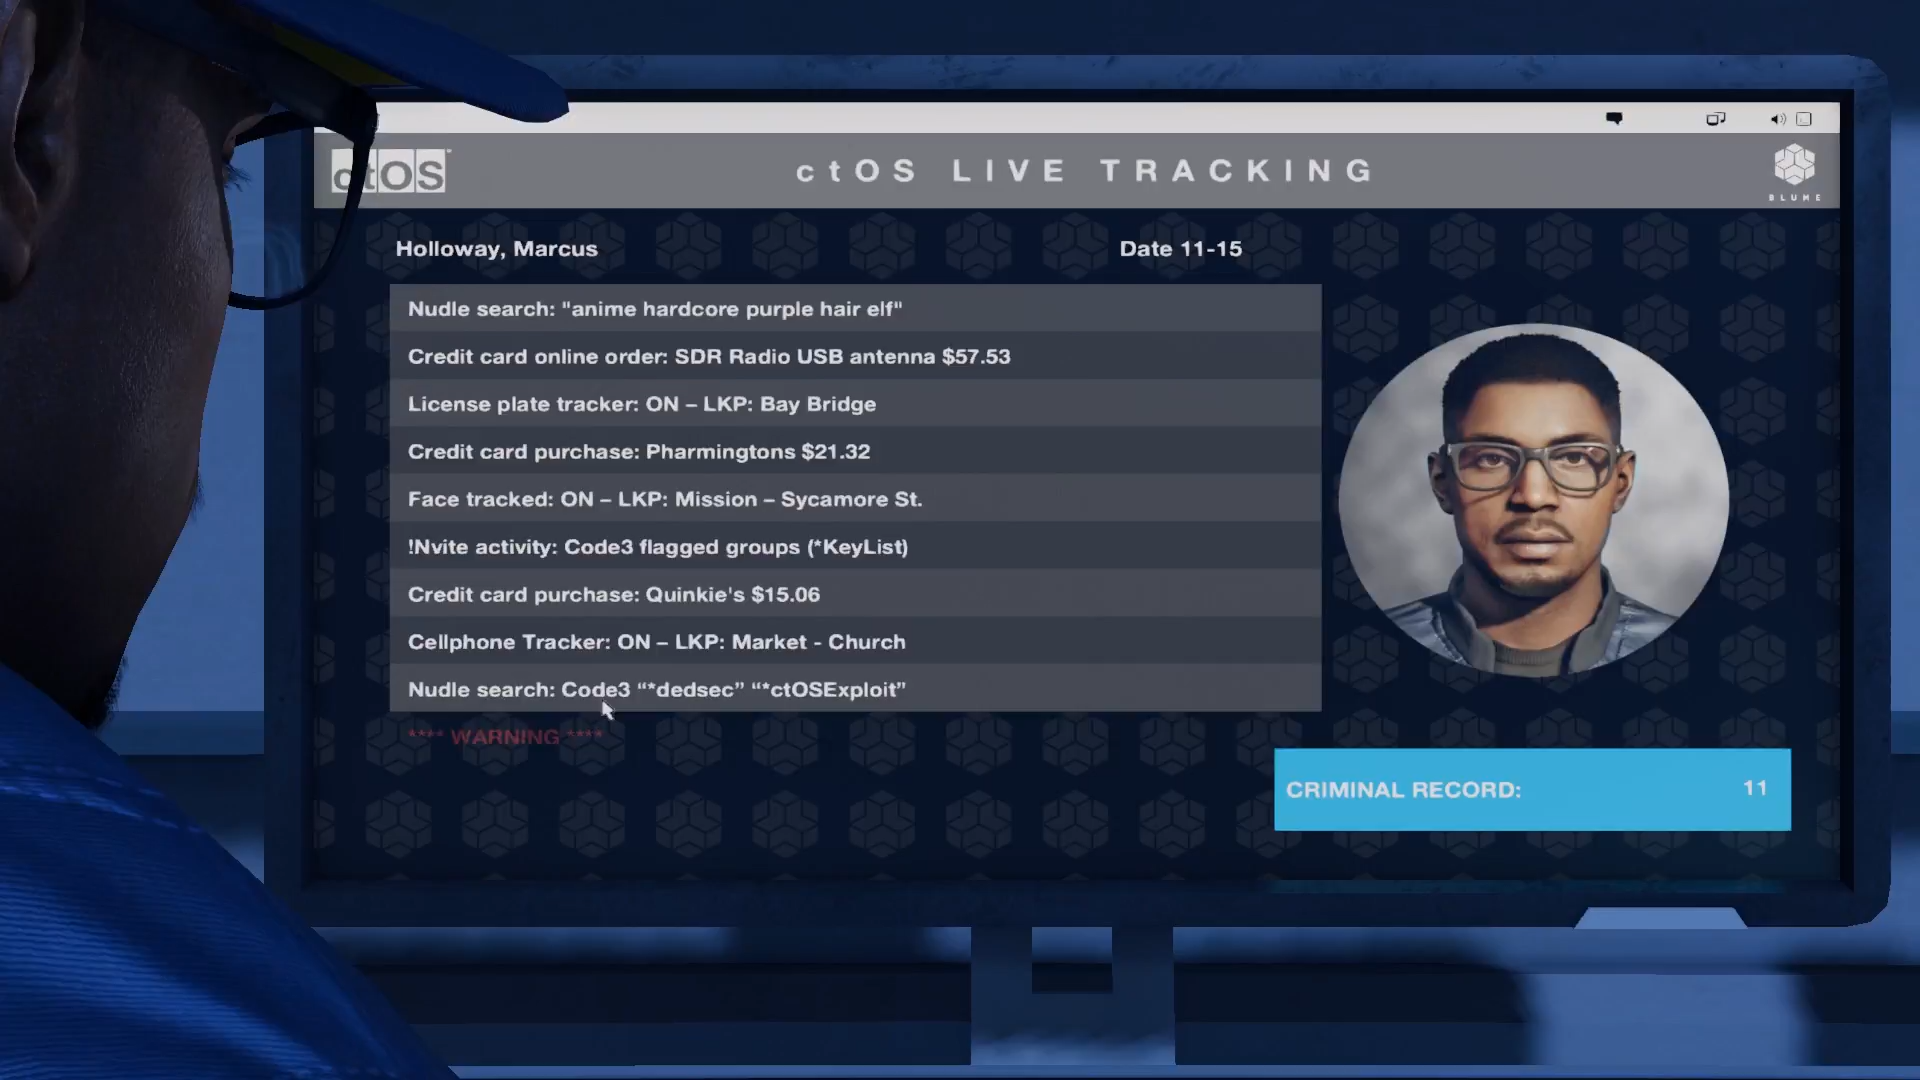 ctOS
ctOS LIVE TRACKING
BLUME
Holloway, Marcus
Date 11-15
Nudle search: "anime hardcore purple hair elf"
Credit card online order: SDR Radio USB antenna $57.53
License plate tracker: ON – LKP: Bay Bridge
Credit card purchase: Pharmingtons $21.32
Face tracked: ON – LKP: Mission – Sycamore St.
!Nvite activity: Code3 flagged groups (*KeyList)
Credit card purchase: Quinkie's $15.06
Cellphone Tracker: ON – LKP: Market - Church
Nudle search: Code3 “*dedsec” “*ctOSExploit”
**** WARNING ****
CRIMINAL RECORD: 11